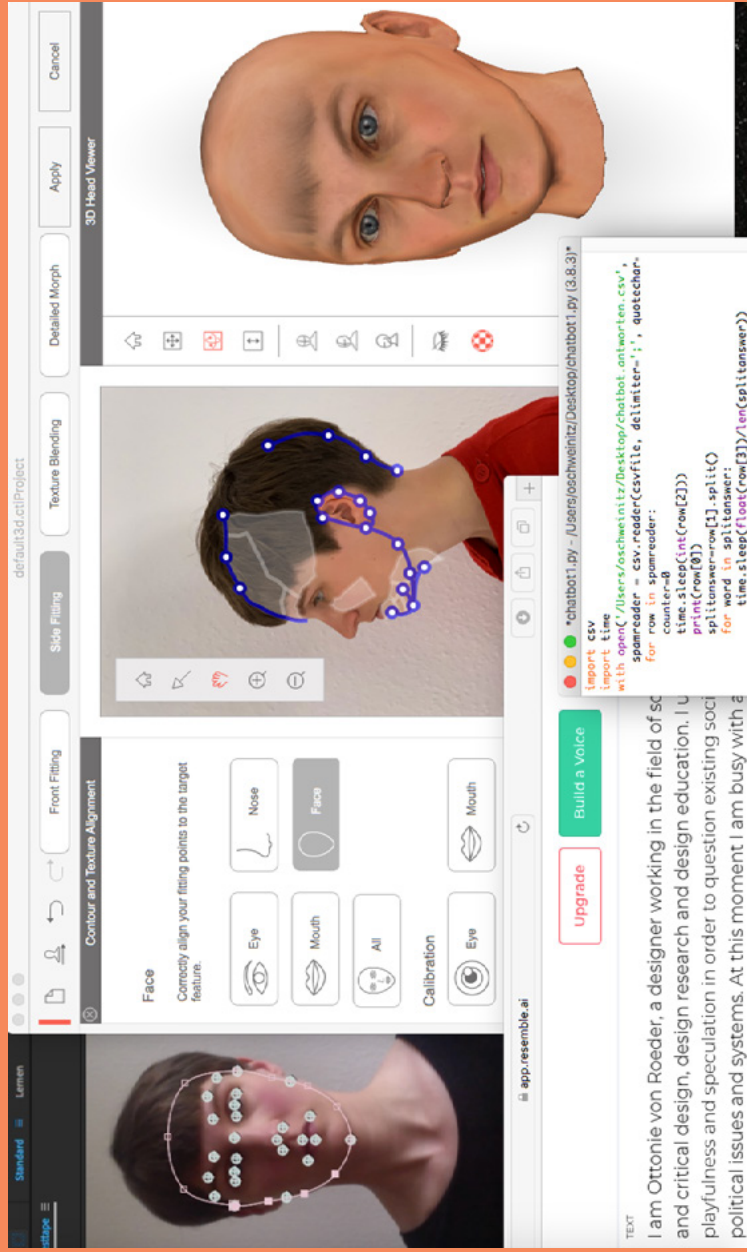 Standard
Lernen
default3d.ctlProject
Front Fitting
Side Fitting
Texture Blending
Detailed Morph
Apply
Cancel
Contour and Texture Alignment
3D Head Viewer
Face
Correctly align your fitting points to the target
feature.
Eye
Nose
Mouth
Face
All
Calibration
Eye
Mouth
app.resemble.ai
Upgrade
Build a Voice
TEXT
I am Ottonie von Roeder, a designer working in the field of
and critical design, design research and design education. I
playfulness and speculation in order to question existing
political issues and systems. At this moment I am busy with
*chatbot1.py - /Users/oschweinitz/Desktop/chatbot1.py (3.8.3)*
import csv
import time
with open('/Users/oschweinitz/Desktop/chatbot.antworten.csv',
spamreader = csv.reader(csvfile, delimiter=';', quotechar-
for row in spamreader:
counter=0
time.sleep(int(row[2]))
print(row[0])
splitanswer=row[1].split()
for word in splitanswer:
time.sleep(float(row[3])/len(splitanswer))